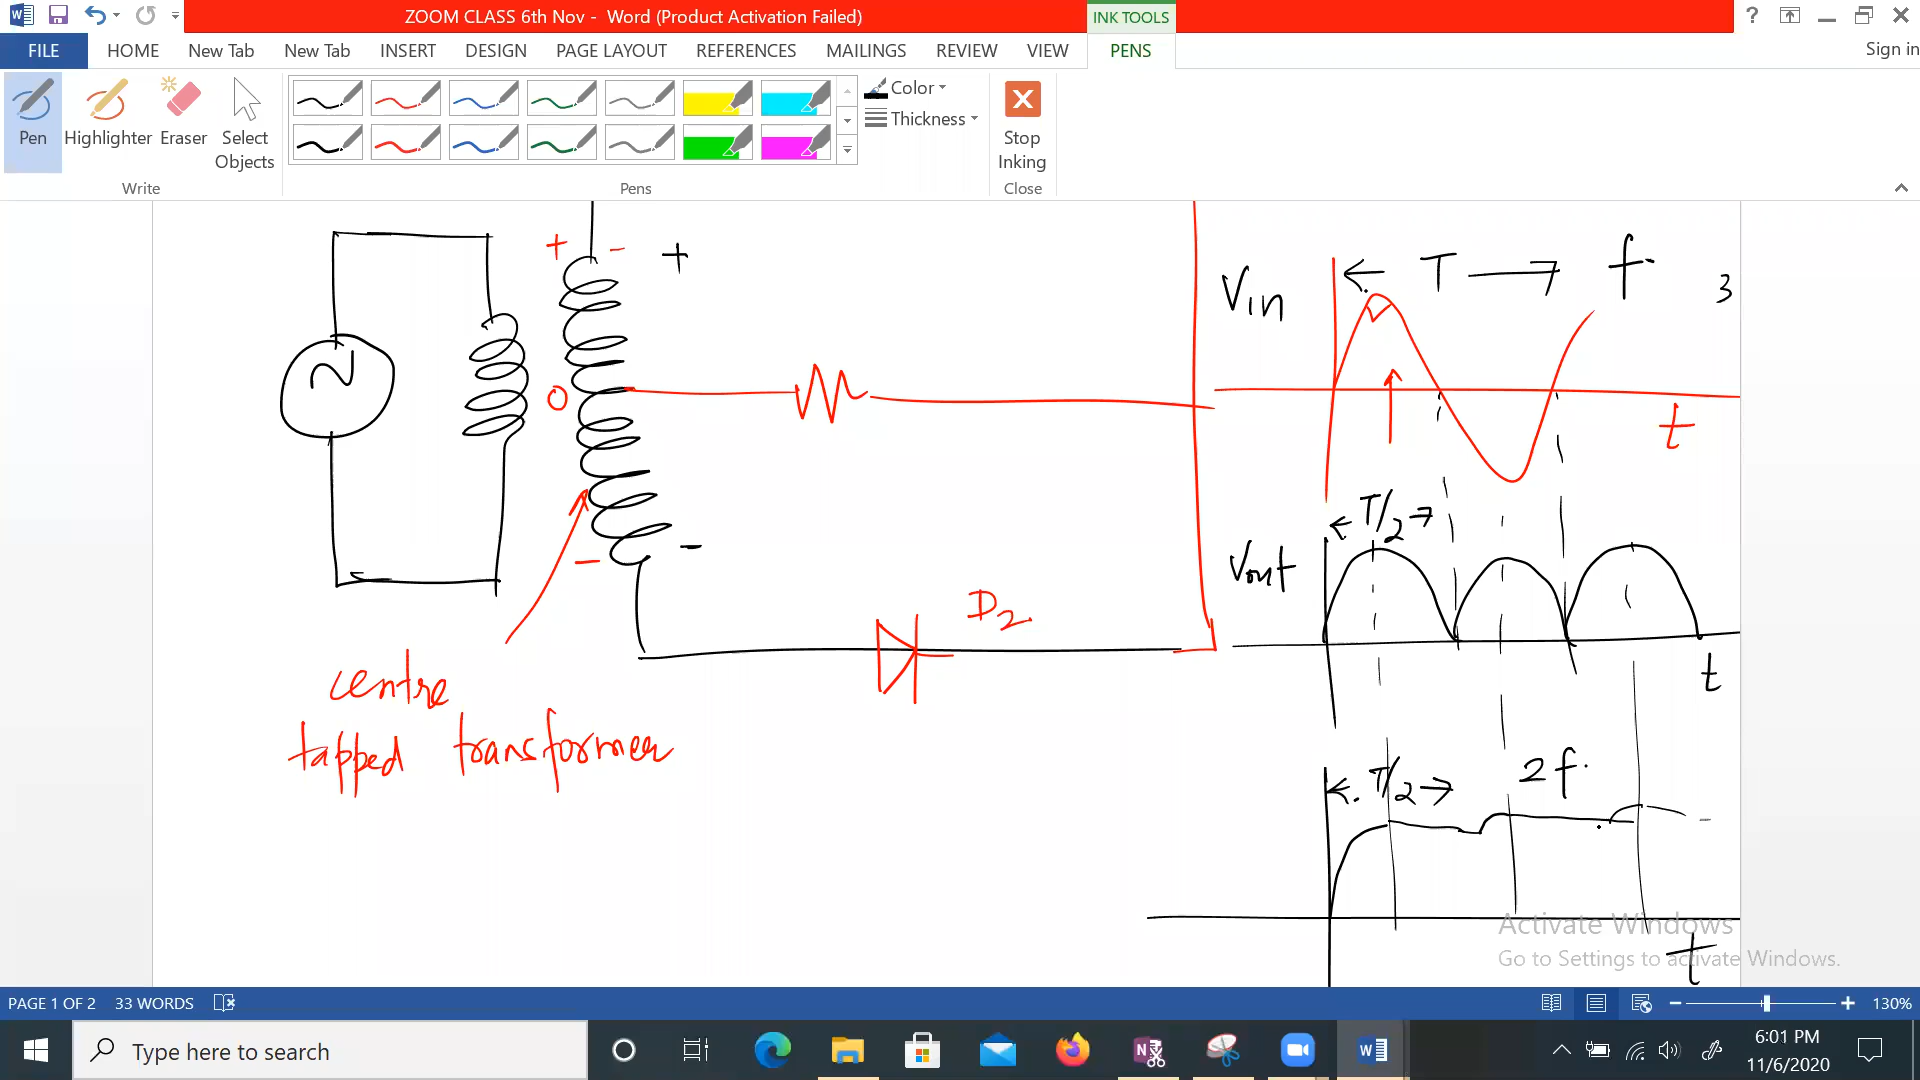 ZOOM CLASS 6th Nov - Word (Product Activation Failed)
INK TOOLS
?
FILE
HOME
New Tab
New Tab
INSERT
DESIGN
PAGE LAYOUT
REFERENCES
MAILINGS
REVIEW
VIEW
PENS
Sign in
Pen
Highlighter
Eraser
Select
Objects
Color
Thickness
Stop
Inking
Write
Pens
Close
+ -
+
0
-
-
centre
tapped transformer
D2
Vin
T
f
3
t
T/2
Vout
t
T/2
2f
t
Activate Windows
Go to Settings to activate Windows.
PAGE 1 OF 2
33 WORDS
130%
Type here to search
6:01 PM
11/6/2020